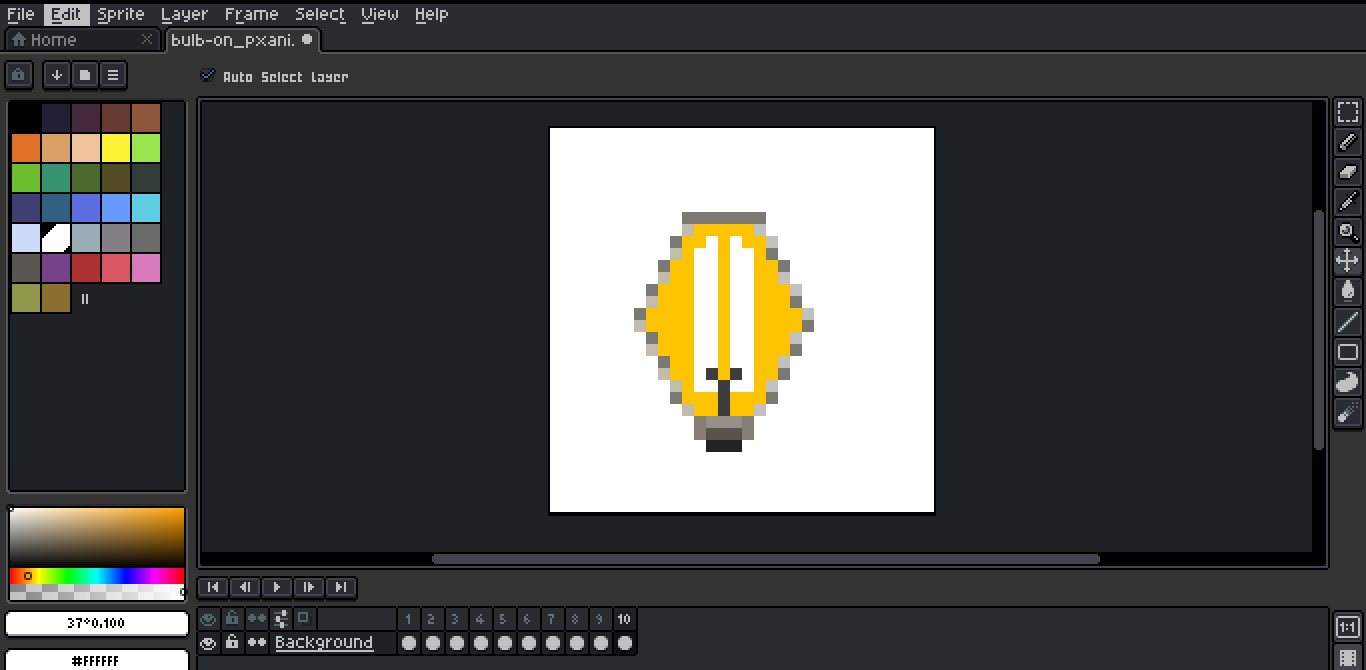 File Edit Sprite Layer Frame Select View Help
Home bulb-on_pxani.
Auto Select Layer
37°0,100
1 2 3 4 5 6 7 8 9 10
Background
1:1
#FFFFFF